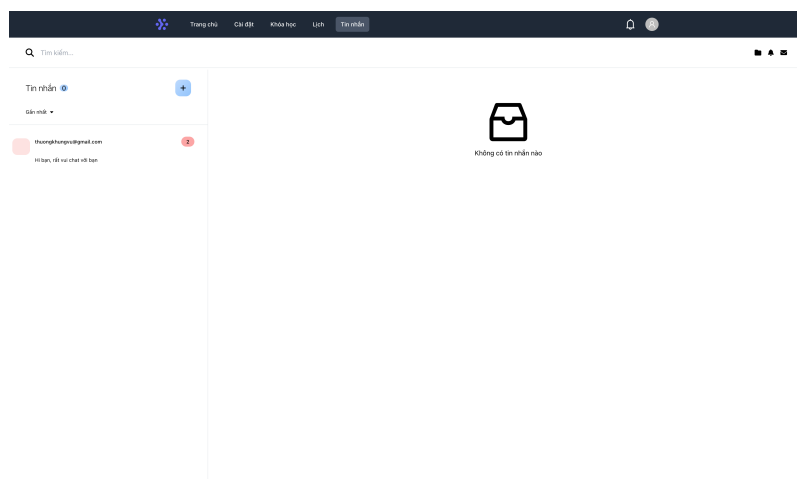 Trang chủ Cài đặt Khóa học Lịch Tin nhắn
Tìm kiếm...
Tin nhắn 0 +
Gần nhất
thuongkhungvu@gmail.com 2
Hi bạn, rất vui chat với bạn
Không có tin nhắn nào